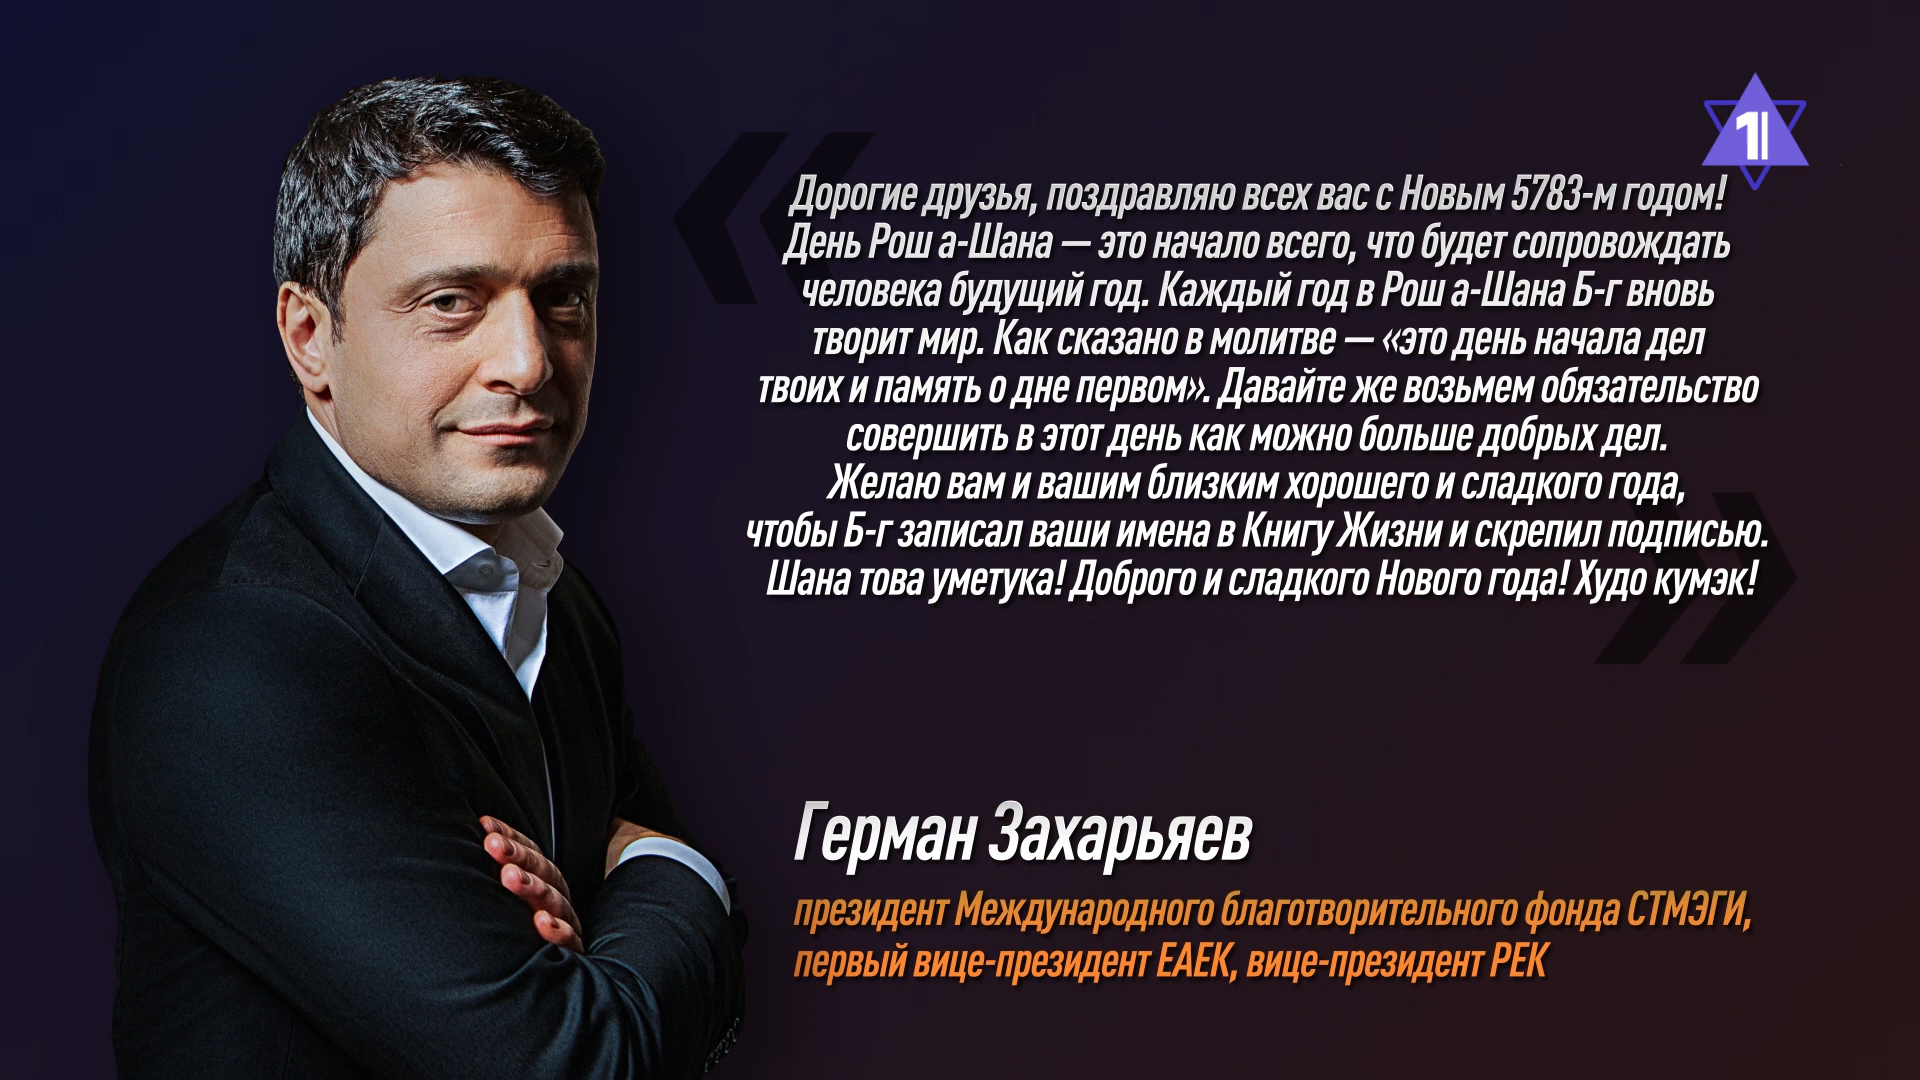 1
Дорогие друзья, поздравляю всех вас с Новым 5783-м годом!
День Рош а-Шана — это начало всего, что будет сопровождать
человека будущий год. Каждый год в Рош а-Шана Б-г вновь
творит мир. Как сказано в молитве — «это день начала дел
твоих и память о дне первом». Давайте же возьмем обязательство
совершить в этот день как можно больше добрых дел.
Желаю вам и вашим близким хорошего и сладкого года,
чтобы Б-г записал ваши имена в Книгу Жизни и скрепил подписью.
Шана това уметука! Доброго и сладкого Нового года! Худо кумэк!
Герман Захарьяев
президент Международного благотворительного фонда СТМЭГИ,
первый вице-президент ЕАЕК, вице-президент РЕК